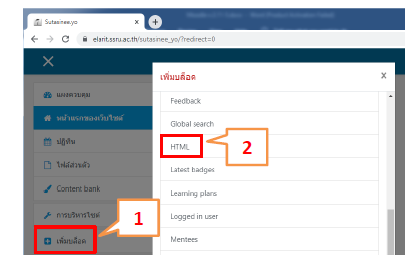 Sutasinee.yo
elarit.ssru.ac.th/sutasinee_yo/?redirect=0
เพิ่มบล็อค
x
แผงควบคุม
หน้าแรกของเว็บไซต์
ปฏิทิน
ไฟล์ส่วนตัว
Content bank
การบริหารไซต์
เพิ่มบล็อค
1
Feedback
Global search
HTML
2
Latest badges
Learning plans
Logged in user
Mentees